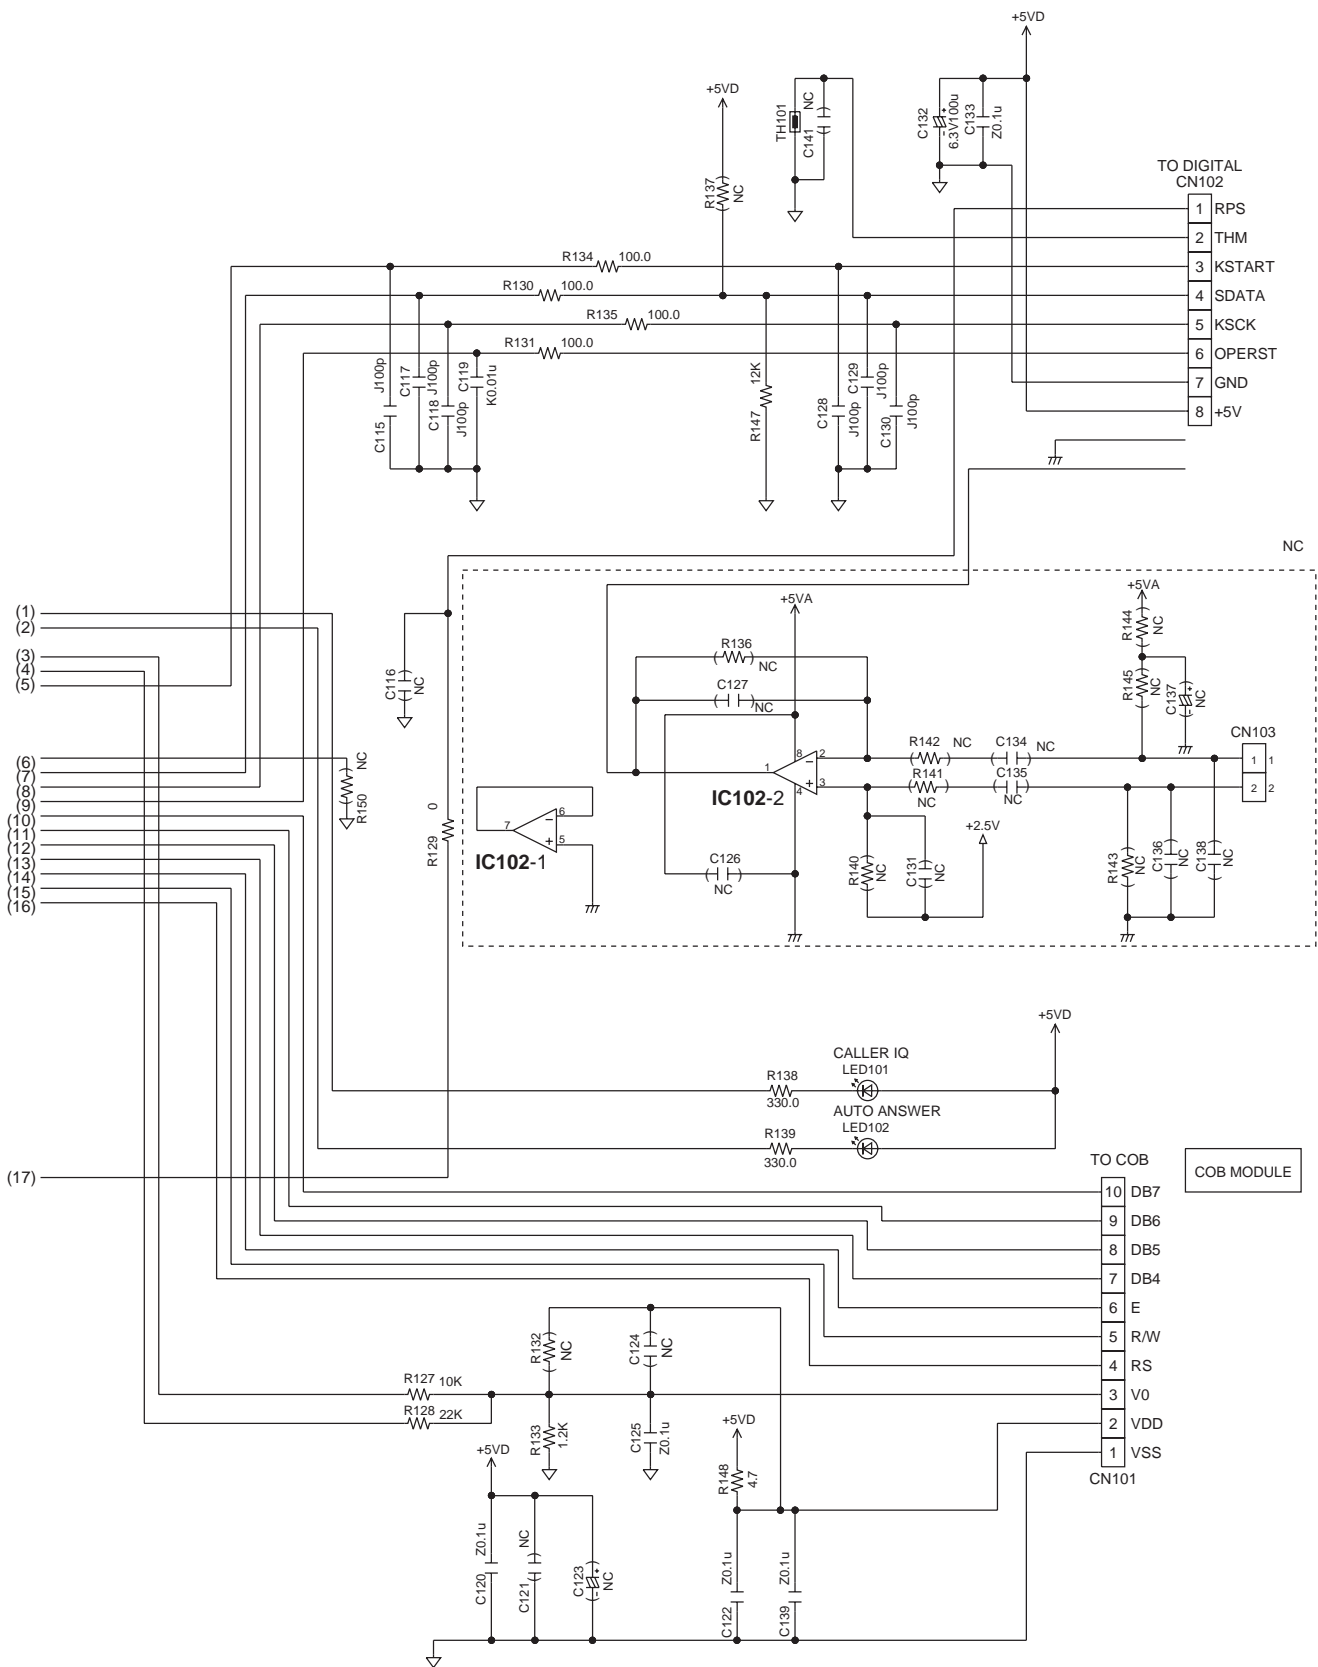 +5VD
+5VD
TH101
NC
C141
C132
6.3V100u
C133
Z0.1u
TO DIGITAL
CN102
R137
NC
1 RPS
2 THM
R134 100.0
3 KSTART
R130 100.0
4 SDATA
R135 100.0
5 KSCK
R131 100.0
6 OPERST
7 GND
8 +5V
J100p
C115
C117
J100p
C118
J100p
C119
K0.01u
12K
R147
C128
J100p
C129
J100p
C130
J100p
NC
(1)
(2)
(3)
(4)
(5)
(6)
(7)
(8)
(9)
(10)
(11)
(12)
(13)
(14)
(15)
(16)
C116
NC
NC
R150
0
R129
+5VA
R136
NC
C127
NC
8
2
1
3
4
IC102-2
6
7
5
IC102-1
C126
NC
R142 NC
C134 NC
R141
NC
C135
NC
R140
NC
C131
NC
+2.5V
+5VA
R144
NC
R145
NC
C137
NC
CN103
1 1
2 2
R143
NC
C136
NC
C138
NC
+5VD
CALLER IQ
LED101
R138
330.0
AUTO ANSWER
LED102
R139
330.0
(17)
TO COB
COB MODULE
10 DB7
9 DB6
8 DB5
7 DB4
6 E
5 R/W
4 RS
3 V0
2 VDD
1 VSS
CN101
R132
NC
C124
NC
R127 10K
R128 22K
R133
1.2K
C125
Z0.1u
+5VD
R148
4.7
+5VD
Z0.1u
C120
NC
C121
C123
NC
Z0.1u
C122
Z0.1u
C139